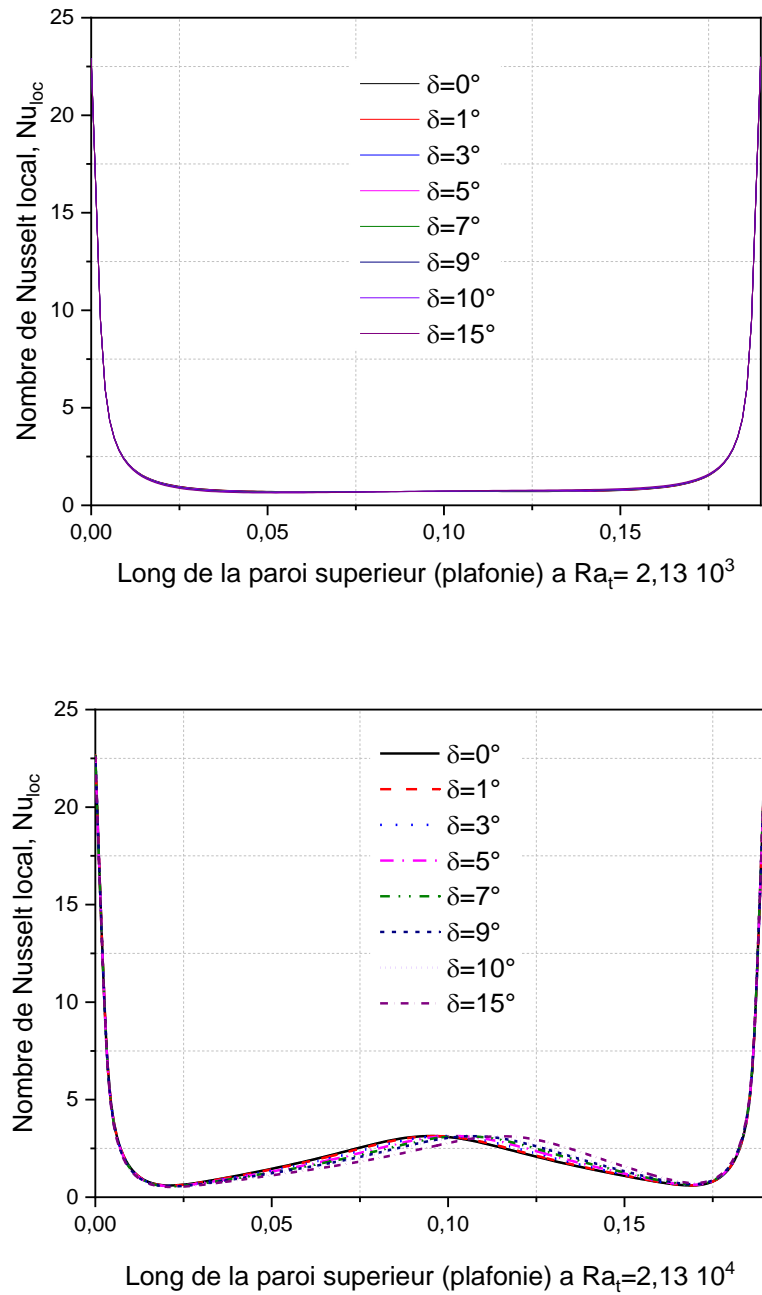 25
20
15
10
5
0
Nombre de Nusselt local, Nu_loc
δ=0°
δ=1°
δ=3°
δ=5°
δ=7°
δ=9°
δ=10°
δ=15°
0,00 0,05 0,10 0,15
Long de la paroi superieur (plafonie) a Ra_t= 2,13 10^3
25
20
15
10
5
0
Nombre de Nusselt local, Nu_loc
δ=0°
δ=1°
δ=3°
δ=5°
δ=7°
δ=9°
δ=10°
δ=15°
0,00 0,05 0,10 0,15
Long de la paroi superieur (plafonie) a Ra_t=2,13 10^4